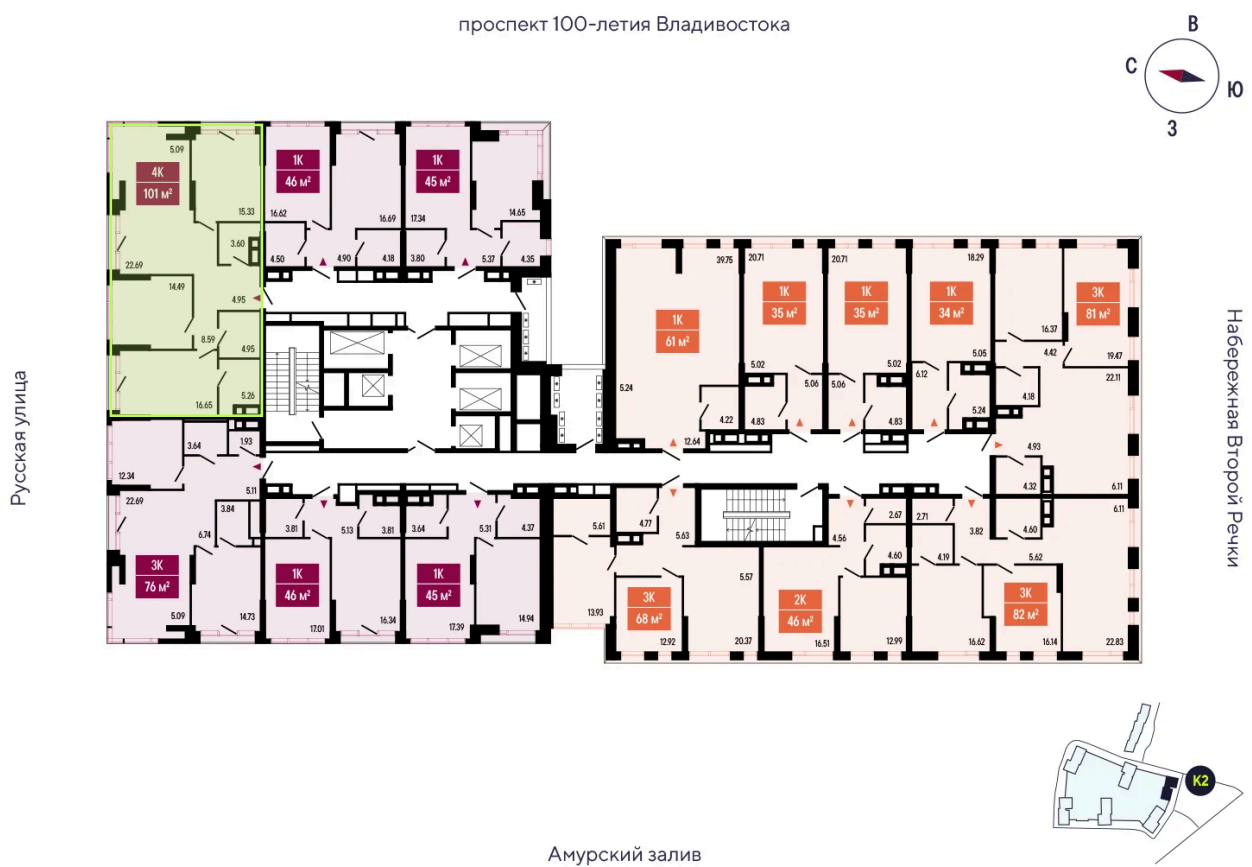 проспект 100-летия Владивостока
В
С
Ю
З
Русская улица
Набережная Второй Речки
4К
101 м²
5.09
15.33
3.60
22.69
14.49
4.95
8.59
4.95
16.65
5.26
1К
46 м²
16.62
16.69
4.50
4.90
4.18
1К
45 м²
17.34
14.65
3.80
5.37
4.35
39.75
1К
61 м²
5.24
4.22
12.64
20.71
1К
35 м²
5.02
5.06
4.83
20.71
1К
35 м²
5.02
5.06
4.83
18.29
1К
34 м²
5.05
6.12
5.24
3К
81 м²
16.37
4.42
19.47
22.11
4.18
4.93
4.32
6.11
3.64
1.93
12.34
5.11
22.69
3.84
6.74
3К
76 м²
5.09
14.73
3.81
5.13
3.81
1К
46 м²
17.01
16.34
3.64
5.31
4.37
1К
45 м²
17.39
14.94
5.61
4.77
5.63
5.57
13.93
3К
68 м²
12.92
20.37
2.67
4.56
4.60
2К
46 м²
16.51
12.99
2.71
3.82
4.60
6.11
4.19
5.62
3К
82 м²
16.62
16.14
22.83
К2
Амурский залив